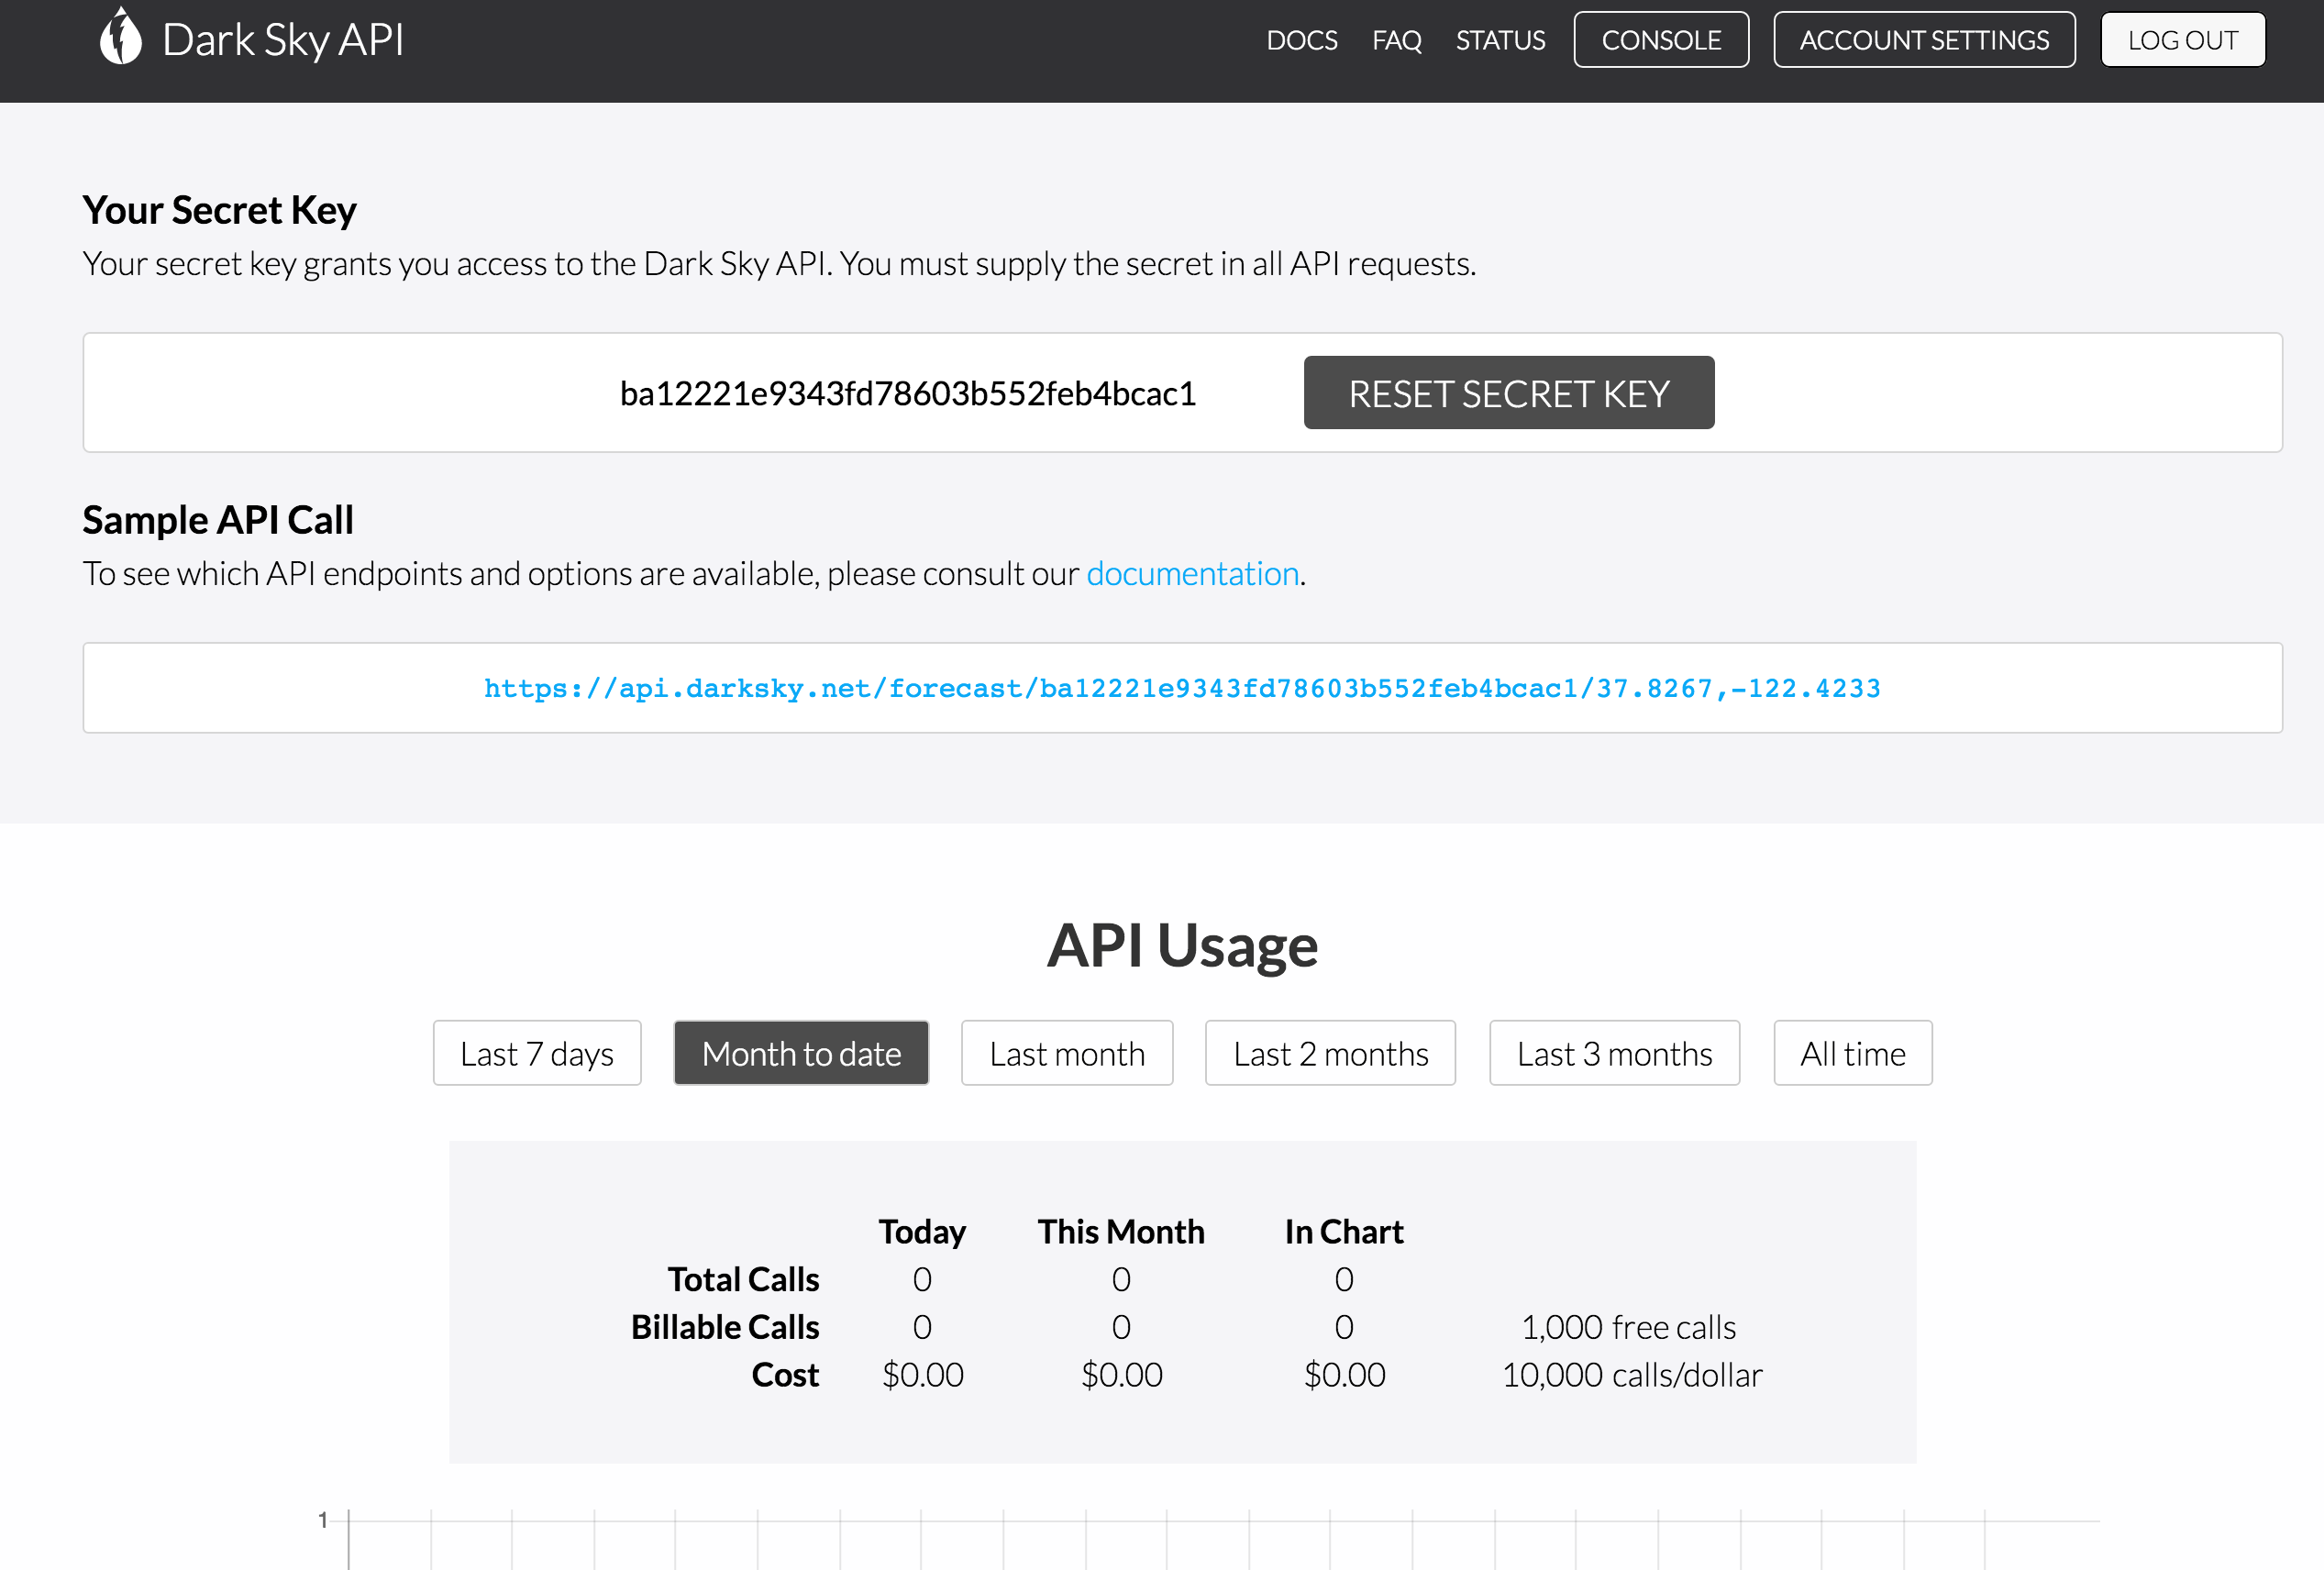 Dark Sky API
DOCS FAQ STATUS CONSOLE ACCOUNT SETTINGS LOG OUT
Your Secret Key
Your secret key grants you access to the Dark Sky API. You must supply the secret in all API requests.
ba12221e9343fd78603b552feb4bcac1 RESET SECRET KEY
Sample API Call
To see which API endpoints and options are available, please consult our documentation.
https://api.darksky.net/forecast/ba12221e9343fd78603b552feb4bcac1/37.8267,-122.4233
API Usage
Last 7 days Month to date Last month Last 2 months Last 3 months All time
Today This Month In Chart
Total Calls 0 0 0
Billable Calls 0 0 0 1,000 free calls
Cost $0.00 $0.00 $0.00 10,000 calls/dollar
1